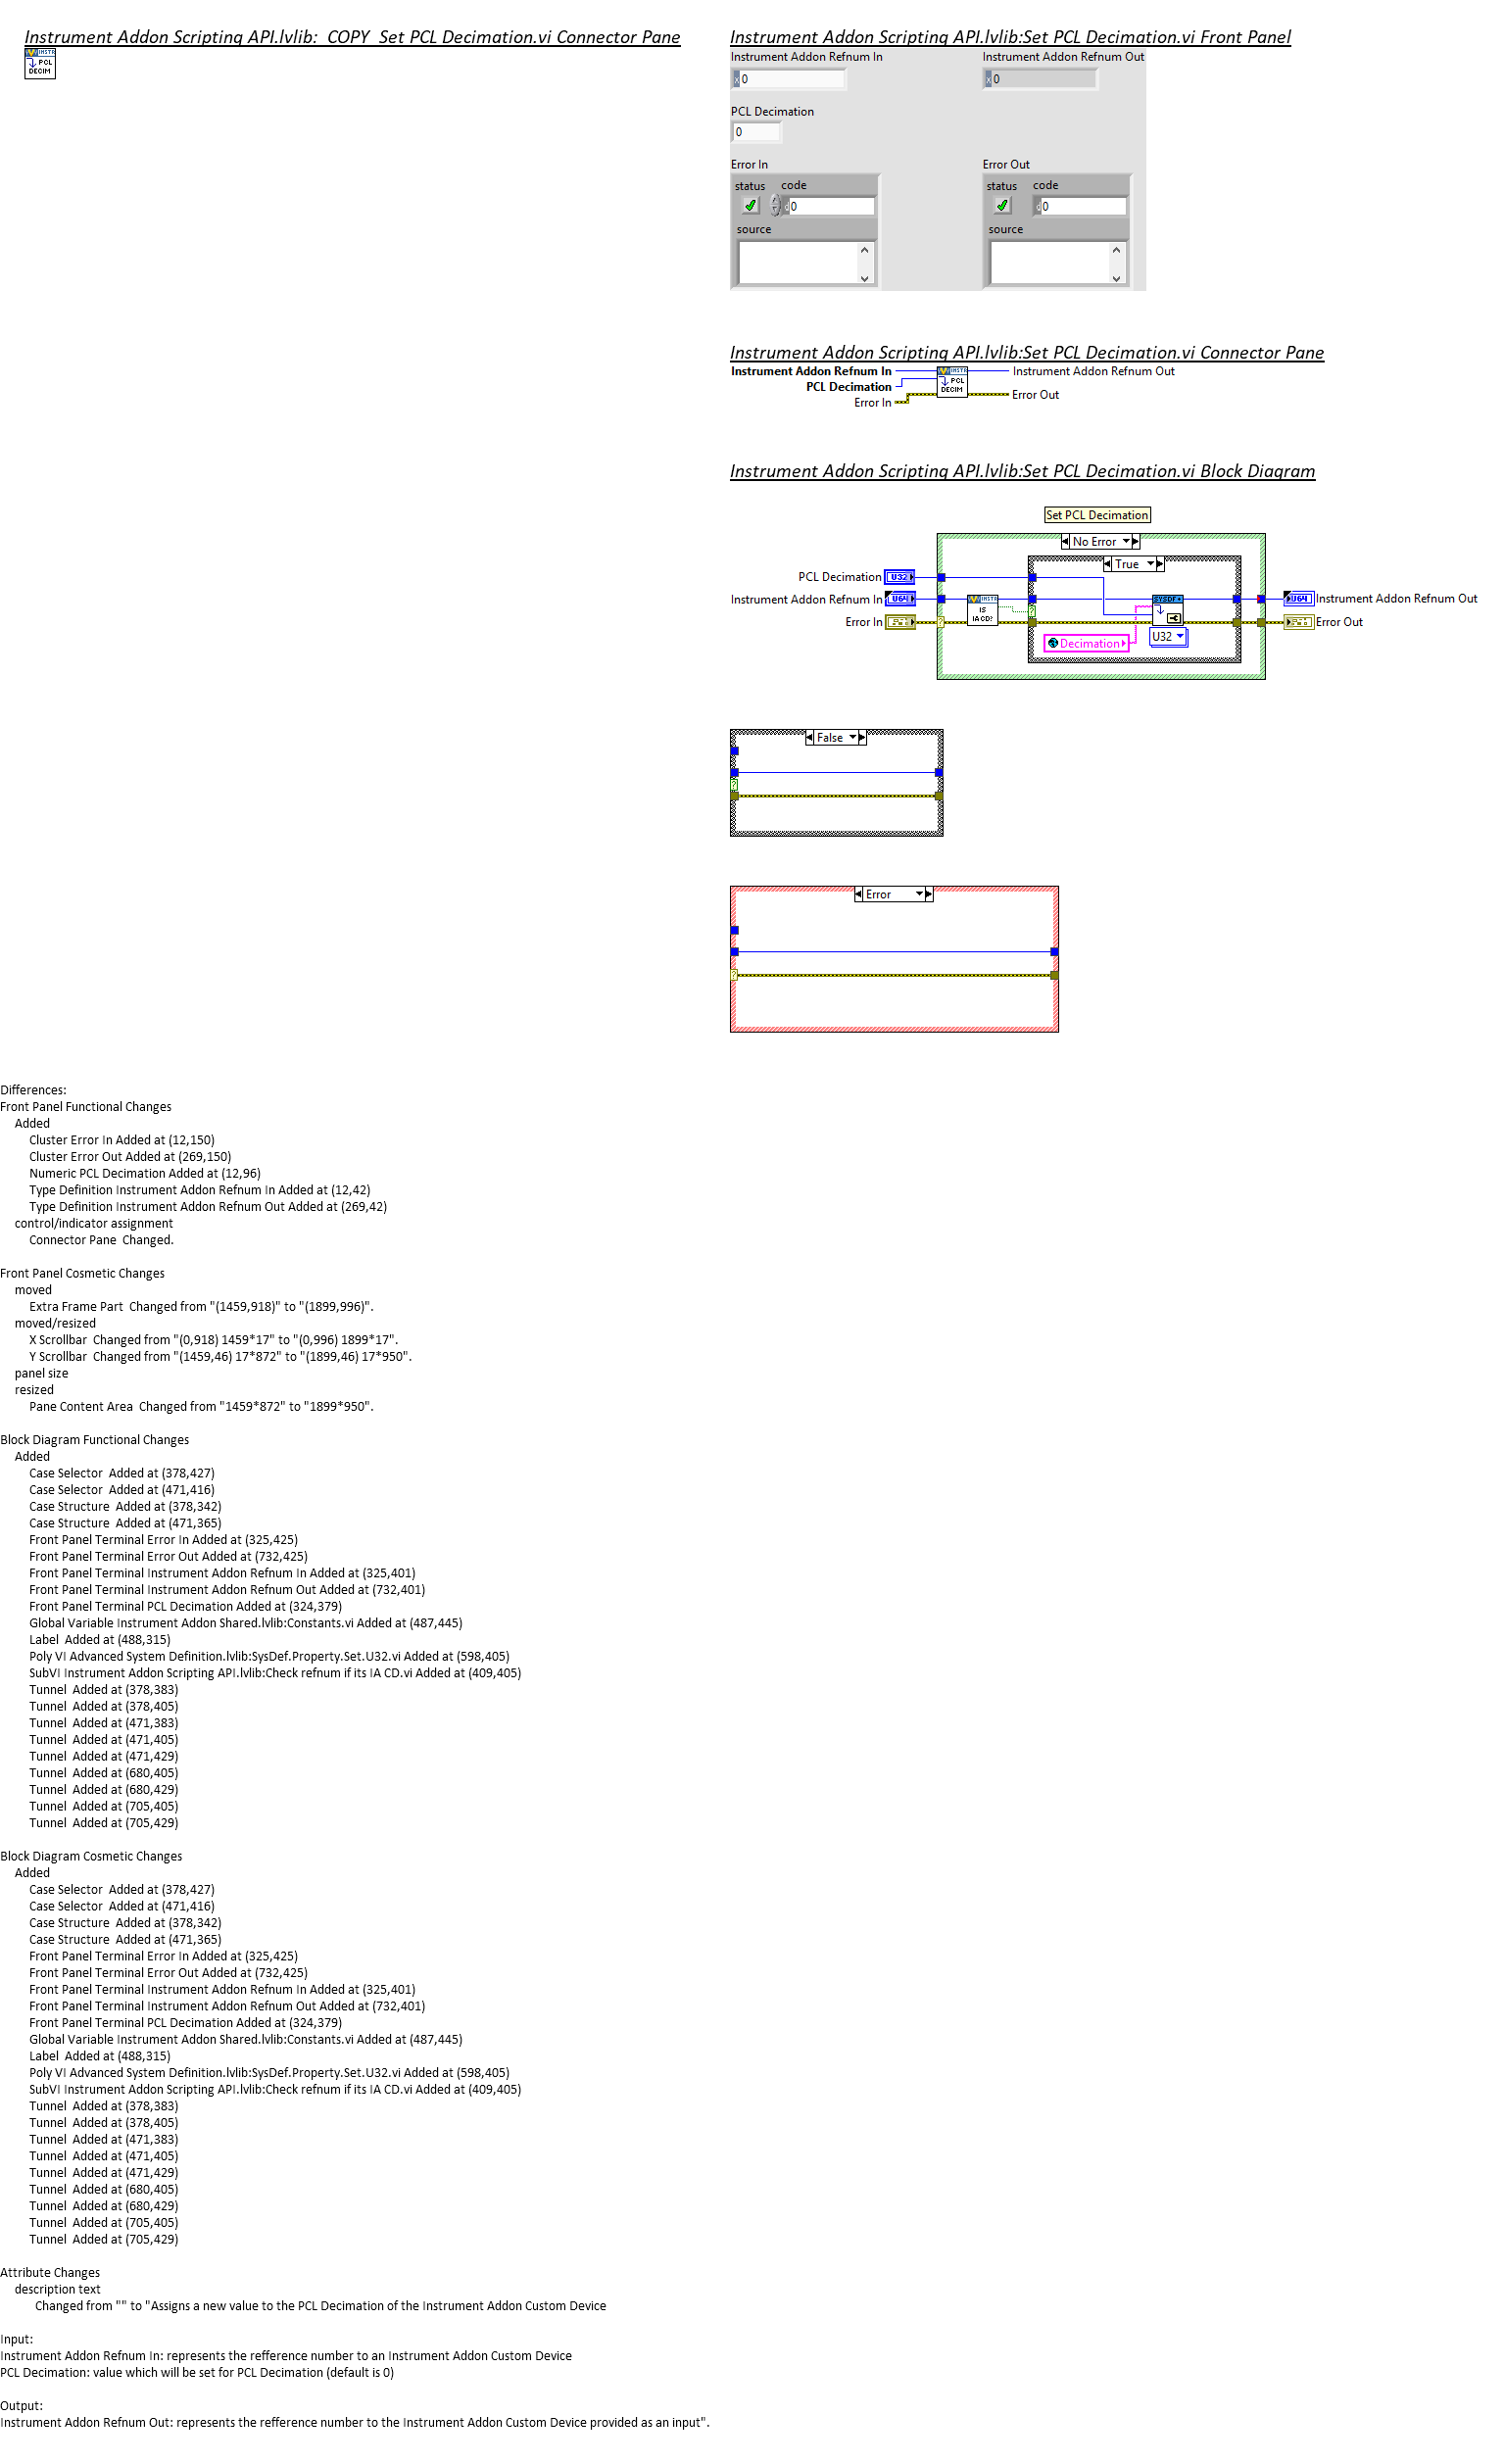 Instrument Addon Scripting API.lvlib:_COPY_Set PCL Decimation.vi Connector Pane
INSTR
PCL
DECIM
Instrument Addon Scripting API.lvlib:Set PCL Decimation.vi Front Panel
Instrument Addon Refnum In
Instrument Addon Refnum Out
x 0
x 0
PCL Decimation
0
Error In
Error Out
status code
status code
d0
d0
source
source
Instrument Addon Scripting API.lvlib:Set PCL Decimation.vi Connector Pane
Instrument Addon Refnum In
Instrument Addon Refnum Out
PCL Decimation
Error In
Error Out
INSTR
PCL
DECIM
Instrument Addon Scripting API.lvlib:Set PCL Decimation.vi Block Diagram
Set PCL Decimation
No Error
True
PCL Decimation U32
Instrument Addon Refnum In U64
INSTR
IS
IA CD?
SYSDF
U64 Instrument Addon Refnum Out
Error In
?
?
Error Out
Decimation
U32
False
?
Error
?
Differences:
Front Panel Functional Changes
Added
Cluster Error In Added at (12,150)
Cluster Error Out Added at (269,150)
Numeric PCL Decimation Added at (12,96)
Type Definition Instrument Addon Refnum In Added at (12,42)
Type Definition Instrument Addon Refnum Out Added at (269,42)
control/indicator assignment
Connector Pane  Changed.
Front Panel Cosmetic Changes
moved
Extra Frame Part  Changed from "(1459,918)" to "(1899,996)".
moved/resized
X Scrollbar  Changed from "(0,918) 1459*17" to "(0,996) 1899*17".
Y Scrollbar  Changed from "(1459,46) 17*872" to "(1899,46) 17*950".
panel size
resized
Pane Content Area  Changed from "1459*872" to "1899*950".
Block Diagram Functional Changes
Added
Case Selector  Added at (378,427)
Case Selector  Added at (471,416)
Case Structure  Added at (378,342)
Case Structure  Added at (471,365)
Front Panel Terminal Error In Added at (325,425)
Front Panel Terminal Error Out Added at (732,425)
Front Panel Terminal Instrument Addon Refnum In Added at (325,401)
Front Panel Terminal Instrument Addon Refnum Out Added at (732,401)
Front Panel Terminal PCL Decimation Added at (324,379)
Global Variable Instrument Addon Shared.lvlib:Constants.vi Added at (487,445)
Label  Added at (488,315)
Poly VI Advanced System Definition.lvlib:SysDef.Property.Set.U32.vi Added at (598,405)
SubVI Instrument Addon Scripting API.lvlib:Check refnum if its IA CD.vi Added at (409,405)
Tunnel  Added at (378,383)
Tunnel  Added at (378,405)
Tunnel  Added at (471,383)
Tunnel  Added at (471,405)
Tunnel  Added at (471,429)
Tunnel  Added at (680,405)
Tunnel  Added at (680,429)
Tunnel  Added at (705,405)
Tunnel  Added at (705,429)
Block Diagram Cosmetic Changes
Added
Case Selector  Added at (378,427)
Case Selector  Added at (471,416)
Case Structure  Added at (378,342)
Case Structure  Added at (471,365)
Front Panel Terminal Error In Added at (325,425)
Front Panel Terminal Error Out Added at (732,425)
Front Panel Terminal Instrument Addon Refnum In Added at (325,401)
Front Panel Terminal Instrument Addon Refnum Out Added at (732,401)
Front Panel Terminal PCL Decimation Added at (324,379)
Global Variable Instrument Addon Shared.lvlib:Constants.vi Added at (487,445)
Label  Added at (488,315)
Poly VI Advanced System Definition.lvlib:SysDef.Property.Set.U32.vi Added at (598,405)
SubVI Instrument Addon Scripting API.lvlib:Check refnum if its IA CD.vi Added at (409,405)
Tunnel  Added at (378,383)
Tunnel  Added at (378,405)
Tunnel  Added at (471,383)
Tunnel  Added at (471,405)
Tunnel  Added at (471,429)
Tunnel  Added at (680,405)
Tunnel  Added at (680,429)
Tunnel  Added at (705,405)
Tunnel  Added at (705,429)
Attribute Changes
description text
Changed from "" to "Assigns a new value to the PCL Decimation of the Instrument Addon Custom Device
Input:
Instrument Addon Refnum In: represents the refference number to an Instrument Addon Custom Device
PCL Decimation: value which will be set for PCL Decimation (default is 0)
Output:
Instrument Addon Refnum Out: represents the refference number to the Instrument Addon Custom Device provided as an input".